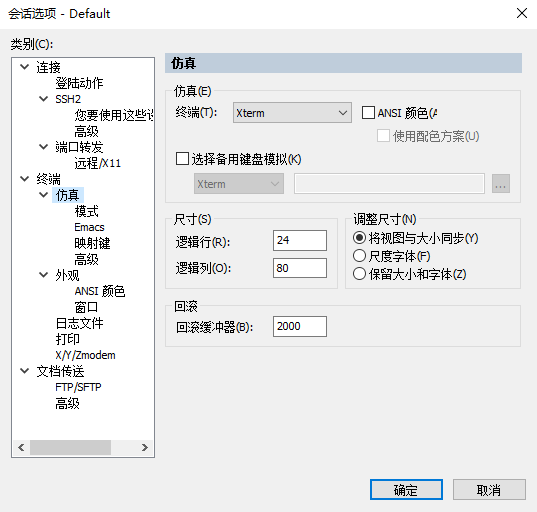 会话选项 - Default
类别(C):
连接
登陆动作
SSH2
您要使用这些设
高级
端口转发
远程/X11
终端
仿真
模式
Emacs
映射键
高级
外观
ANSI 颜色
窗口
日志文件
打印
X/Y/Zmodem
文档传送
FTP/SFTP
高级
仿真
仿真(E)
终端(T):
Xterm
ANSI 颜色(A
使用配色方案(U)
选择备用键盘模拟(K)
Xterm
...
尺寸(S)
逻辑行(R):
24
逻辑列(O):
80
调整尺寸(N)
将视图与大小同步(Y)
尺度字体(F)
保留大小和字体(Z)
回滚
回滚缓冲器(B):
2000
确定
取消